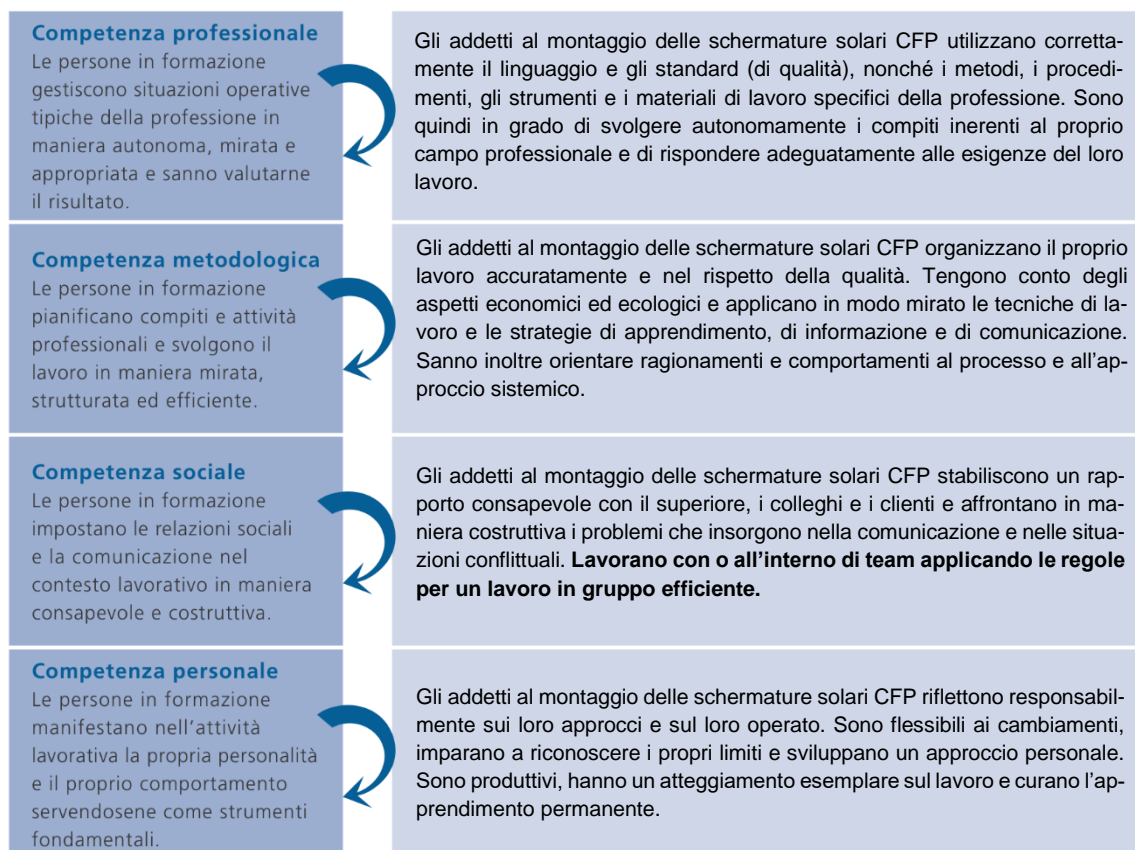 Competenza professionale
Le persone in formazione
gestiscono situazioni operative
tipiche della professione in
maniera autonoma, mirata e
appropriata e sanno valutarne
il risultato.
Gli addetti al montaggio delle schermature solari CFP utilizzano corretta-
mente il linguaggio e gli standard (di qualità), nonché i metodi, i procedi-
menti, gli strumenti e i materiali di lavoro specifici della professione. Sono
quindi in grado di svolgere autonomamente i compiti inerenti al proprio
campo professionale e di rispondere adeguatamente alle esigenze del loro
lavoro.
Competenza metodologica
Le persone in formazione
pianificano compiti e attività
professionali e svolgono il
lavoro in maniera mirata,
strutturata ed efficiente.
Gli addetti al montaggio delle schermature solari CFP organizzano il proprio
lavoro accuratamente e nel rispetto della qualità. Tengono conto degli
aspetti economici ed ecologici e applicano in modo mirato le tecniche di la-
voro e le strategie di apprendimento, di informazione e di comunicazione.
Sanno inoltre orientare ragionamenti e comportamenti al processo e all'ap-
proccio sistemico.
Competenza sociale
Le persone in formazione
impostano le relazioni sociali
e la comunicazione nel
contesto lavorativo in maniera
consapevole e costruttiva.
Gli addetti al montaggio delle schermature solari CFP stabiliscono un rap-
porto consapevole con il superiore, i colleghi e i clienti e affrontano in ma-
niera costruttiva i problemi che insorgono nella comunicazione e nelle situa-
zioni conflittuali. Lavorano con o all'interno di team applicando le regole
per un lavoro in gruppo efficiente.
Competenza personale
Le persone in formazione
manifestano nell'attività
lavorativa la propria personalità
e il proprio comportamento
servendosene come strumenti
fondamentali.
Gli addetti al montaggio delle schermature solari CFP riflettono responsabil-
mente sui loro approcci e sul loro operato. Sono flessibili ai cambiamenti,
imparano a riconoscere i propri limiti e sviluppano un approccio personale.
Sono produttivi, hanno un atteggiamento esemplare sul lavoro e curano l'ap-
prendimento permanente.